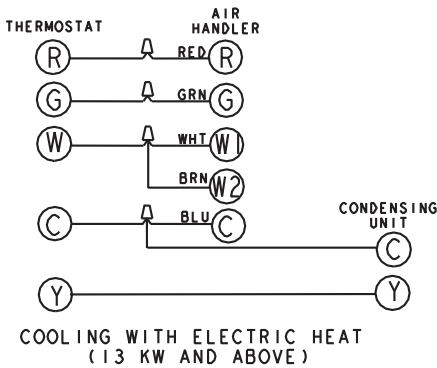 THERMOSTAT
AIR
HANDLER
R RED R
G GRN G
W WHT W1
BRN W2
C BLU C
CONDENSING
UNIT
C
Y Y
COOLING WITH ELECTRIC HEAT
(13 KW AND ABOVE)